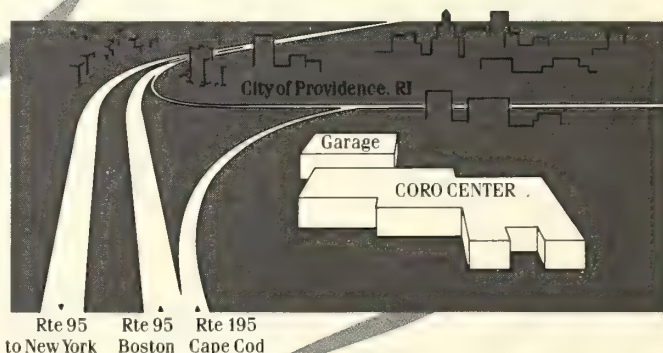 City of Providence, RI
Garage
CORO CENTER
Rte 95
to New York
Rte 95
Boston
Rte 195
Cape Cod